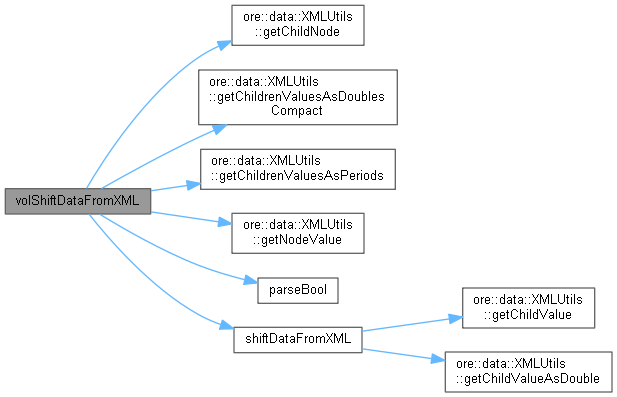 volShiftDataFromXML
ore::data::XMLUtils
::getChildNode
ore::data::XMLUtils
::getChildrenValuesAsDoubles
Compact
ore::data::XMLUtils
::getChildrenValuesAsPeriods
ore::data::XMLUtils
::getNodeValue
parseBool
shiftDataFromXML
ore::data::XMLUtils
::getChildValue
ore::data::XMLUtils
::getChildValueAsDouble